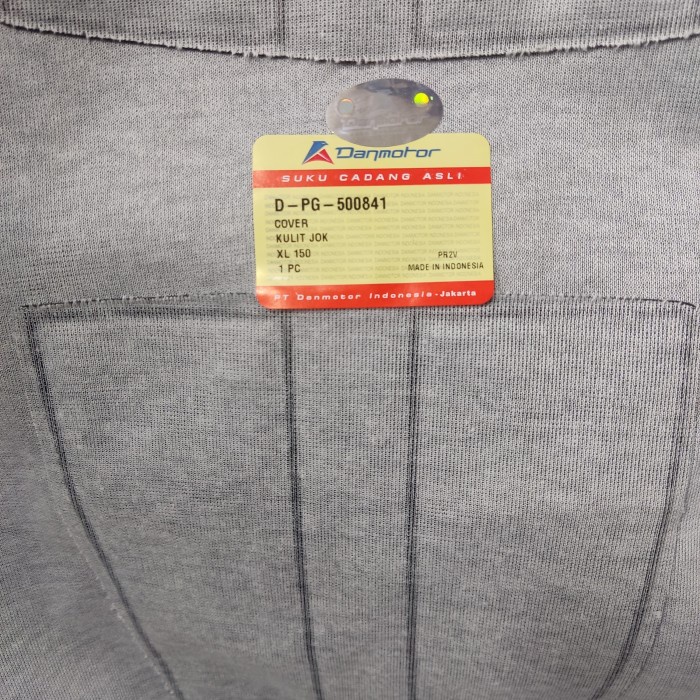 Danmotor
SUKU CADANG ASLI
D-PG-500841
COVER
KULIT JOK
XL 150
PR2V
1 PC
MADE IN INDONESIA
PT Danmotor Indonesia-Jakarta